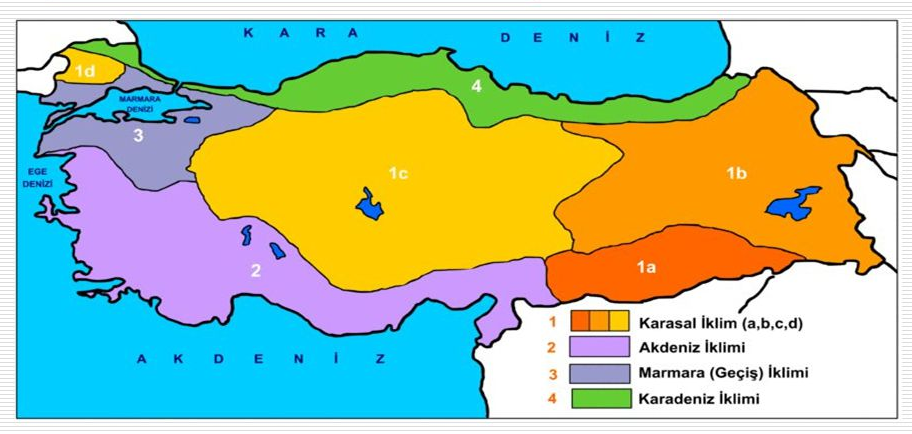 K A R A
D E N İ Z
1d
MARMARA
DENİZİ
4
3
EGE
DENİZİ
1c
1b
2
1a
A K D E N İ Z
1 Karasal İklim (a,b,c,d)
2 Akdeniz İklimi
3 Marmara (Geçiş) İklimi
4 Karadeniz İklimi